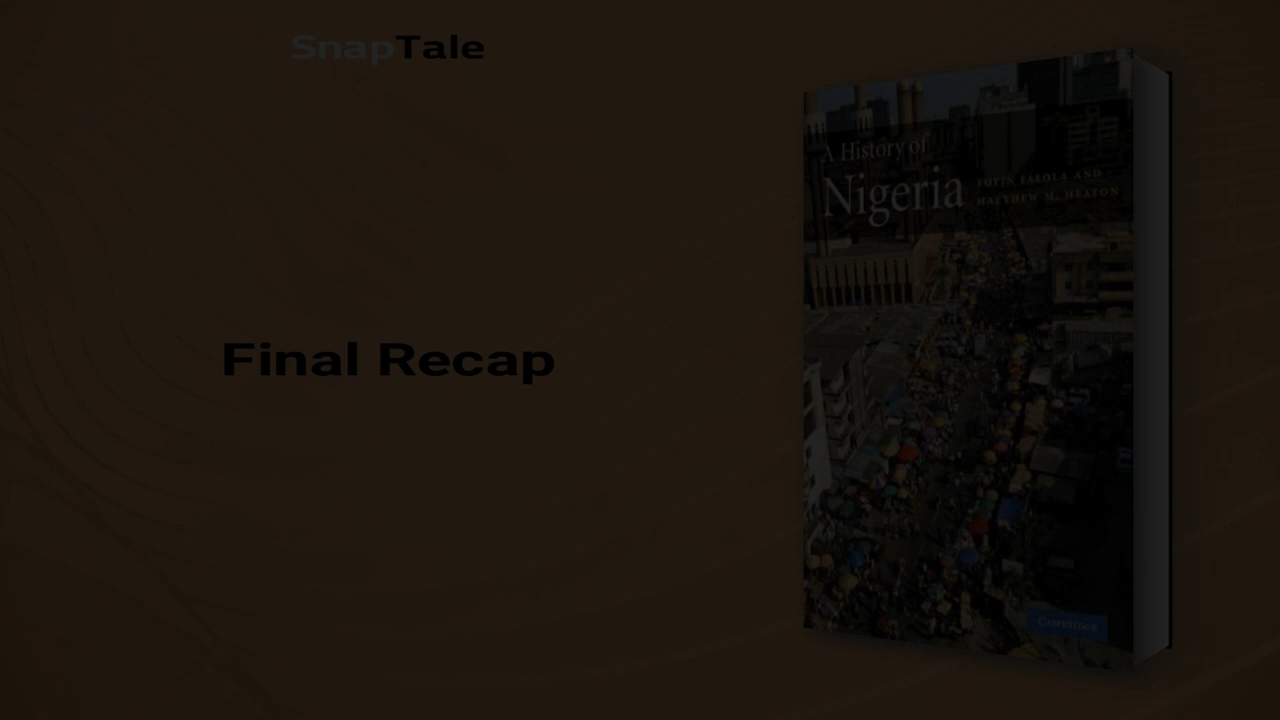 SnapTale
Final Recap
A History of
Nigeria
TOYIN FALOLA AND
MATTHEW M. HEATON
CAMBRIDGE